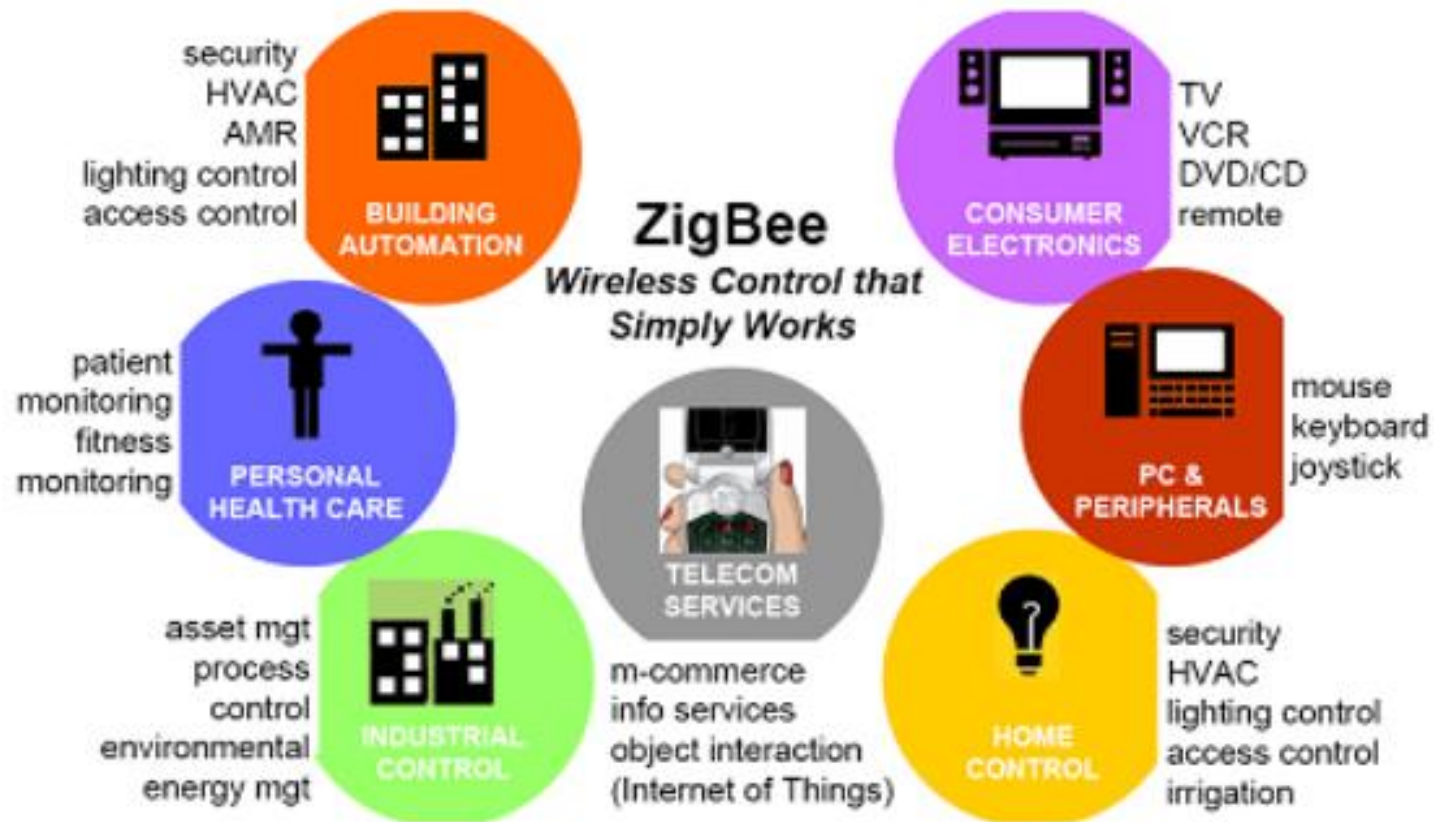 security
HVAC
AMR
lighting control
access control
BUILDING
AUTOMATION
ZigBee
Wireless Control that
Simply Works
CONSUMER
ELECTRONICS
TV
VCR
DVD/CD
remote
patient
monitoring
fitness
monitoring
PERSONAL
HEALTH CARE
TELECOM
SERVICES
m-commerce
info services
object interaction
(Internet of Things)
PC &
PERIPHERALS
mouse
keyboard
joystick
asset mgt
process
control
environmental
energy mgt
INDUSTRIAL
CONTROL
HOME
CONTROL
security
HVAC
lighting control
access control
irrigation